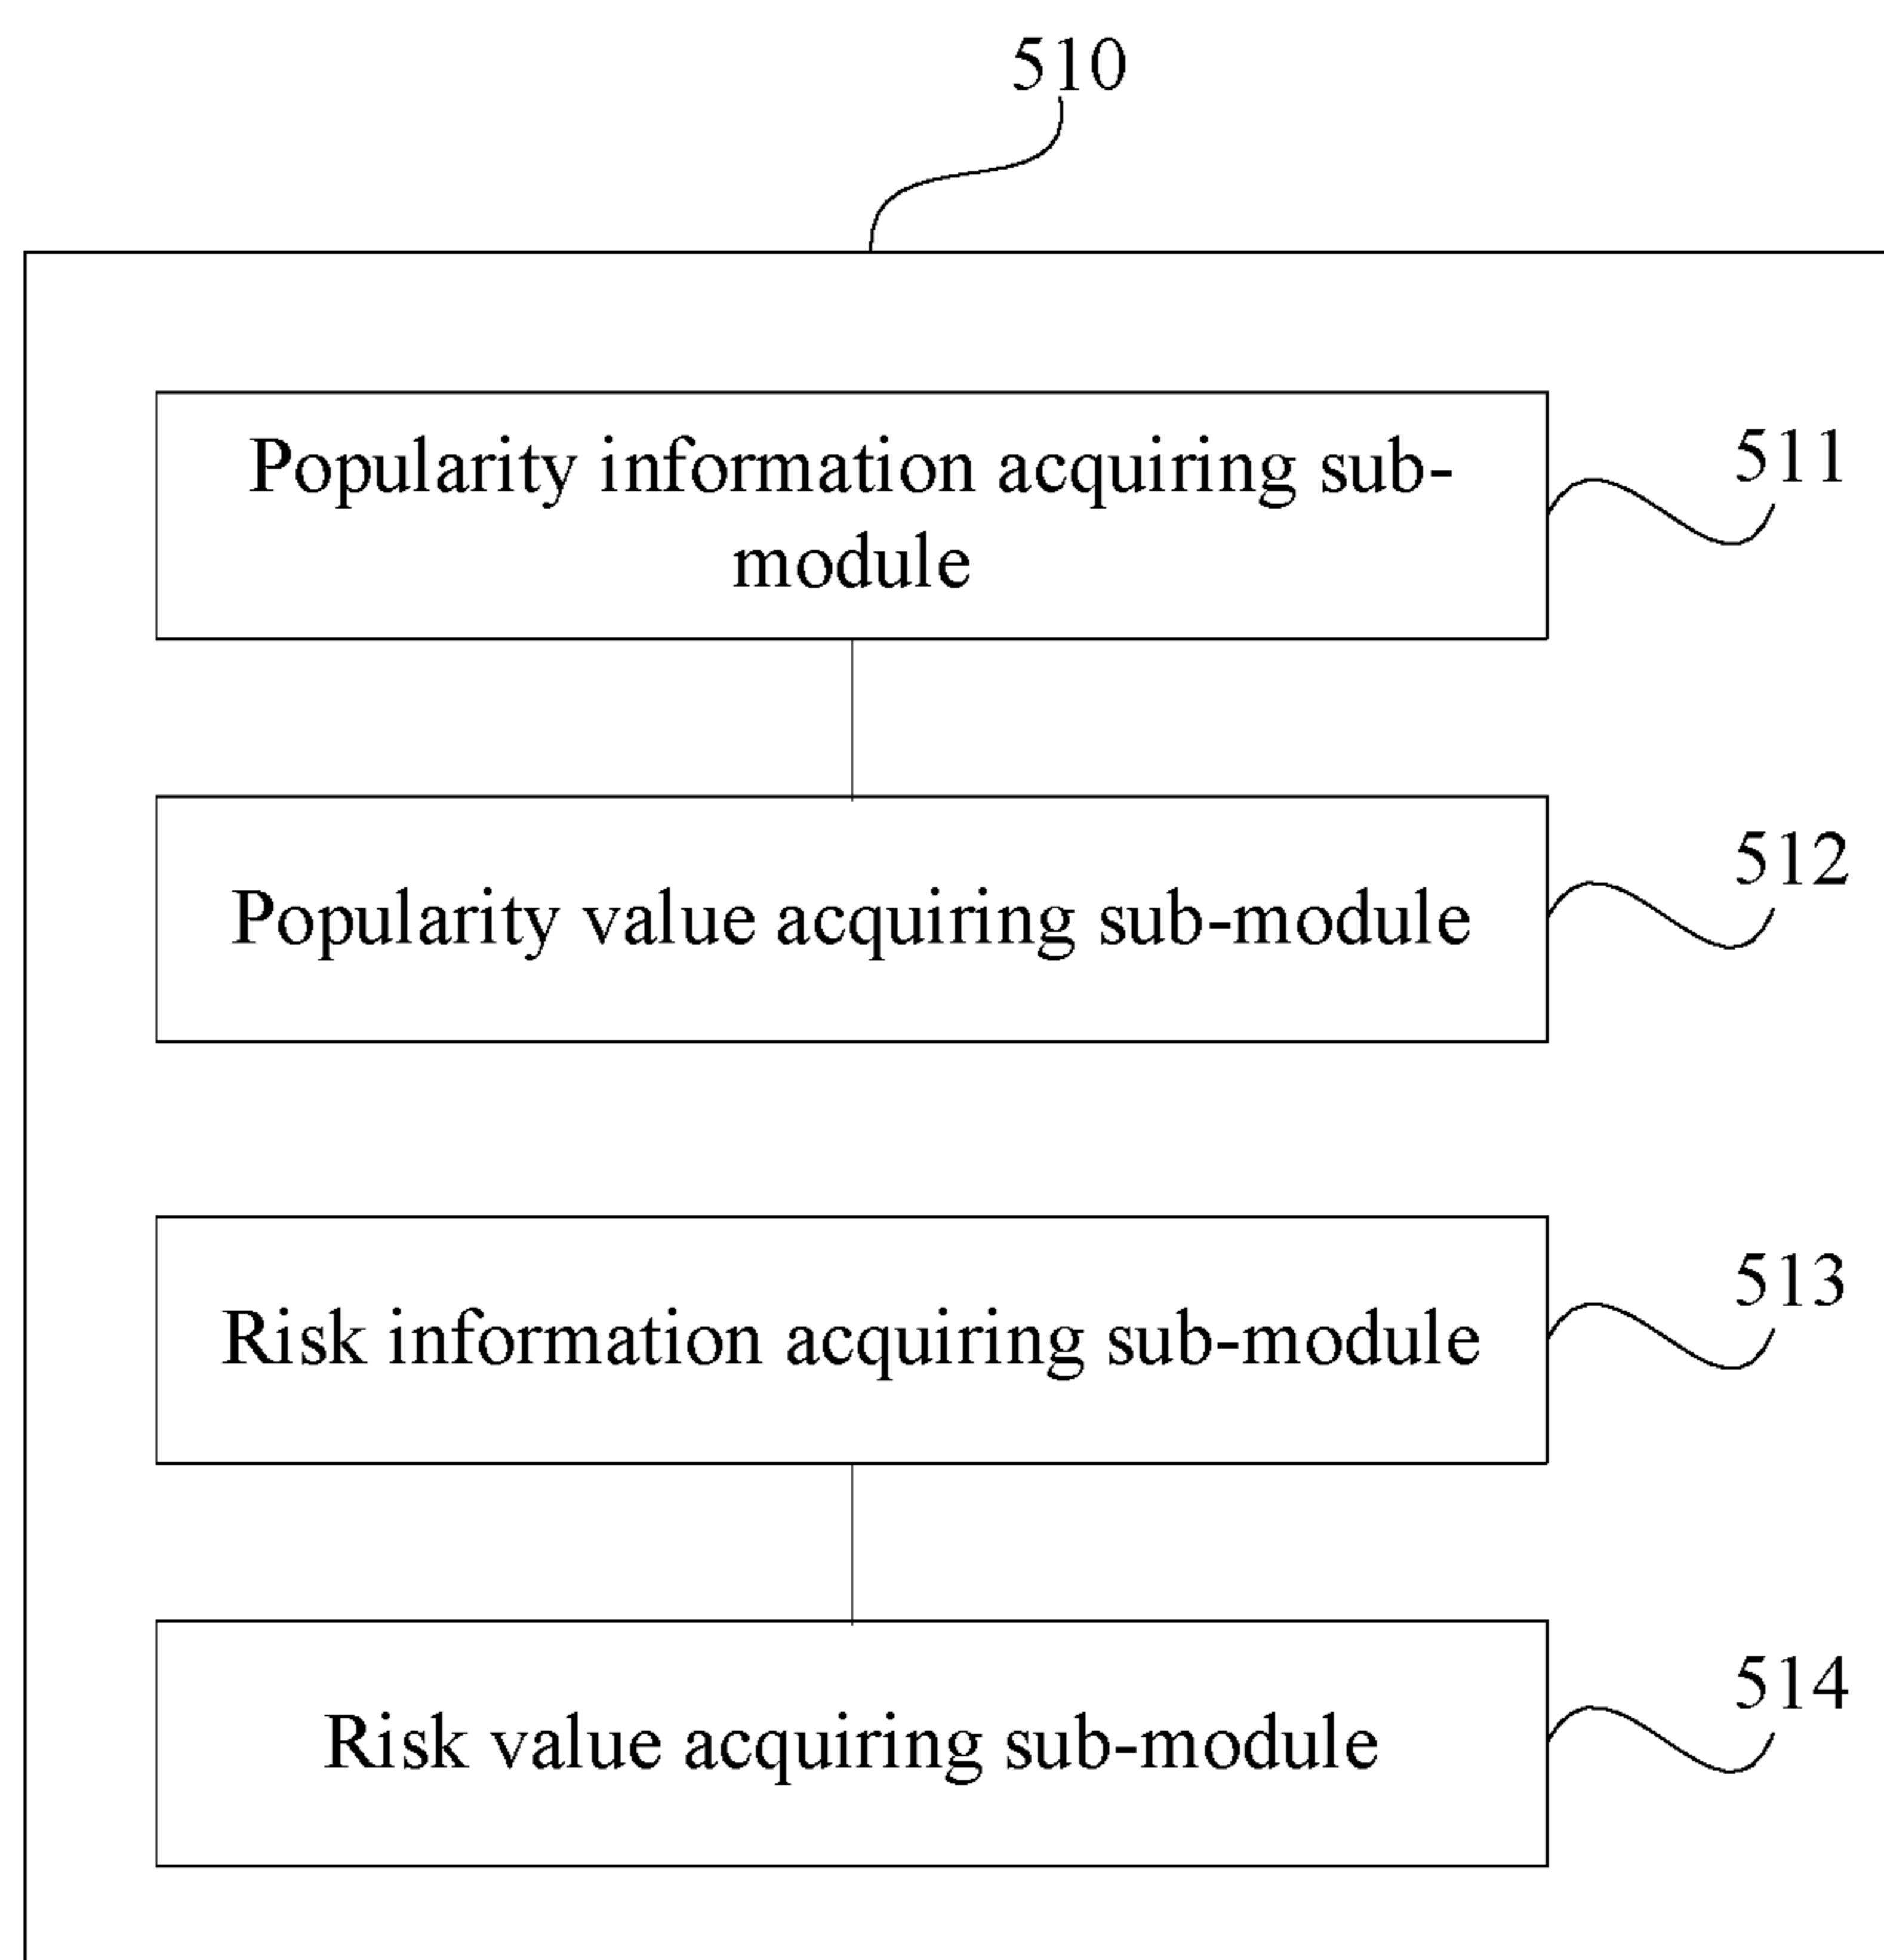 510
Popularity information acquiring sub-
module
511
Popularity value acquiring sub-module
512
Risk information acquiring sub-module
513
Risk value acquiring sub-module
514